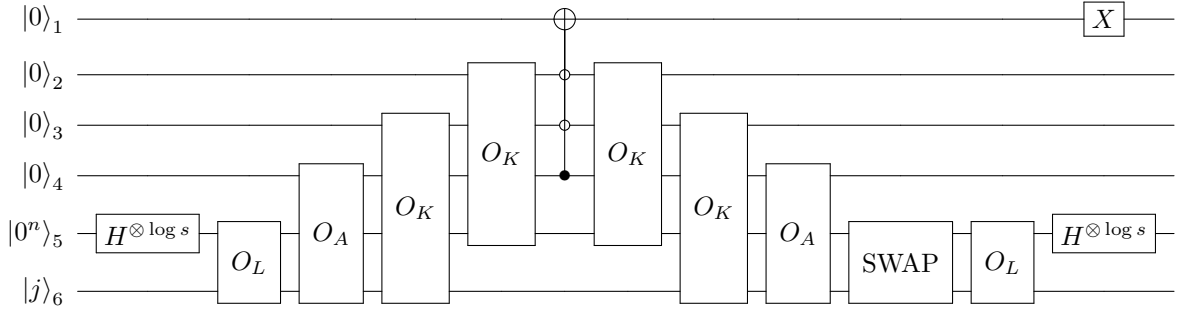 |0⟩₁ X
|0⟩₂
|0⟩₃ O_K O_K
|0⟩₄ O_K O_A O_K O_A
|0ⁿ⟩₅ H^{⊗ log s} O_L SWAP O_L H^{⊗ log s}
|j⟩₆